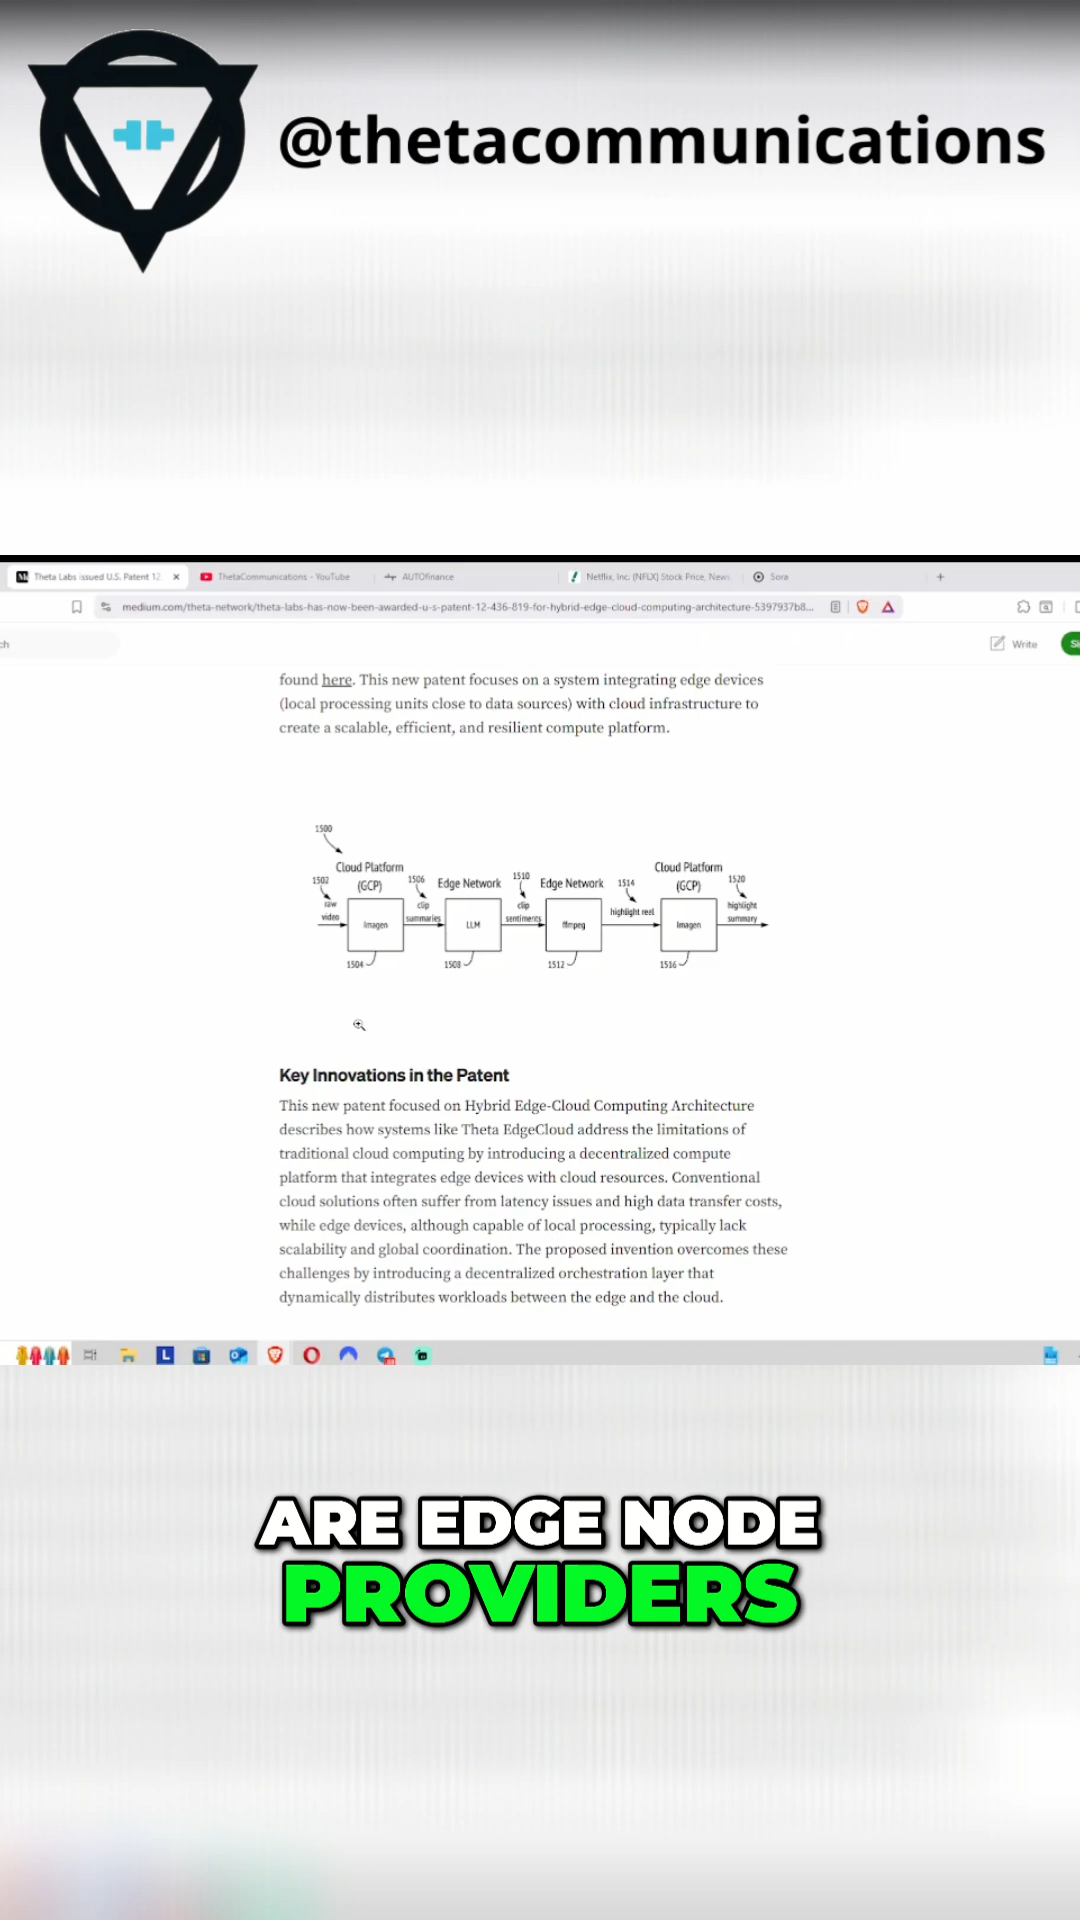 @thetacommunications
Theta Labs issued U.S. Patent 12,
ThetaCommunications - YouTube
AUTOfinance
Netflix, Inc. (NFLX) Stock Price, News,
Sora
medium.com/theta-network/theta-labs-has-now-been-awarded-u-s-patent-12-436-819-for-hybrid-edge-cloud-computing-architecture-5397937b8...
ch
Write
found here. This new patent focuses on a system integrating edge devices
(local processing units close to data sources) with cloud infrastructure to
create a scalable, efficient, and resilient compute platform.
1500
Cloud Platform
(GCP)
Edge Network
Edge Network
Cloud Platform
(GCP)
1502
1506
1510
1514
1520
raw
video
Imagen
clip
summaries
LLM
clip
sentiments
ffmpeg
highlight reel
Imagen
highlight
summary
1504
1508
1512
1516
Key Innovations in the Patent
This new patent focused on Hybrid Edge-Cloud Computing Architecture
describes how systems like Theta EdgeCloud address the limitations of
traditional cloud computing by introducing a decentralized compute
platform that integrates edge devices with cloud resources. Conventional
cloud solutions often suffer from latency issues and high data transfer costs,
while edge devices, although capable of local processing, typically lack
scalability and global coordination. The proposed invention overcomes these
challenges by introducing a decentralized orchestration layer that
dynamically distributes workloads between the edge and the cloud.
L
ARE EDGE NODE
PROVIDERS